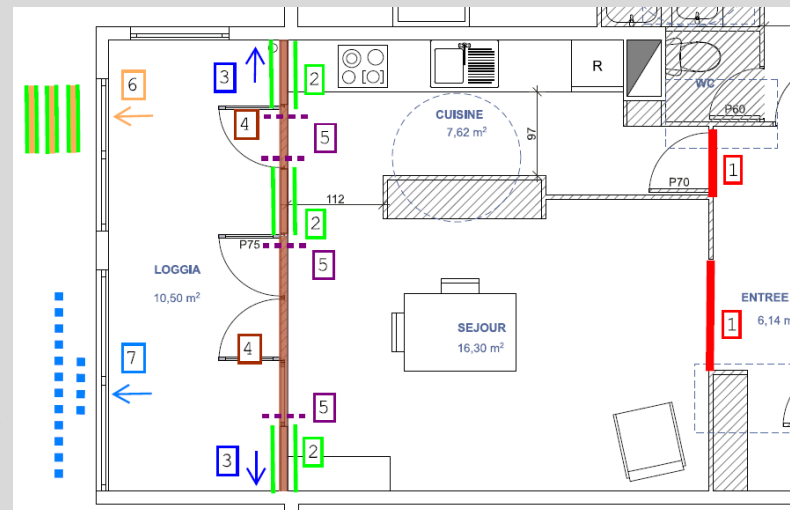 6
3
2
R
WC
4
CUISINE
7,62 m²
P60
5
97
1
P70
112
2
P75
5
LOGGIA
10,50 m²
ENTREE
6,14 m
1
SEJOUR
16,30 m²
7
4
5
3
2